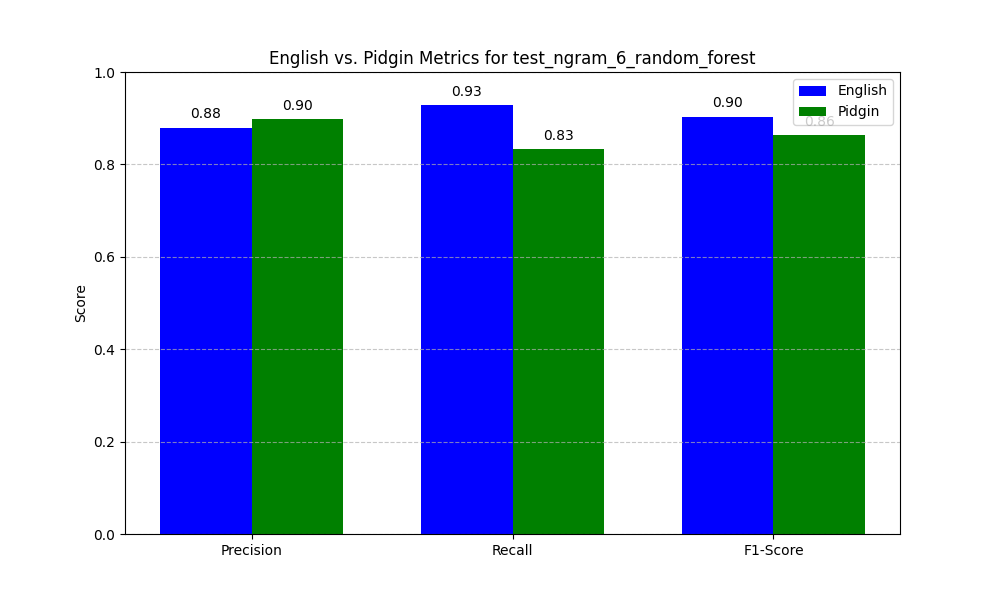 English vs. Pidgin Metrics for test_ngram_6_random_forest
1.0
0.8
0.6
0.4
0.2
0.0
Score
0.88
0.90
0.93
0.83
0.90
0.86
English
Pidgin
Precision
Recall
F1-Score